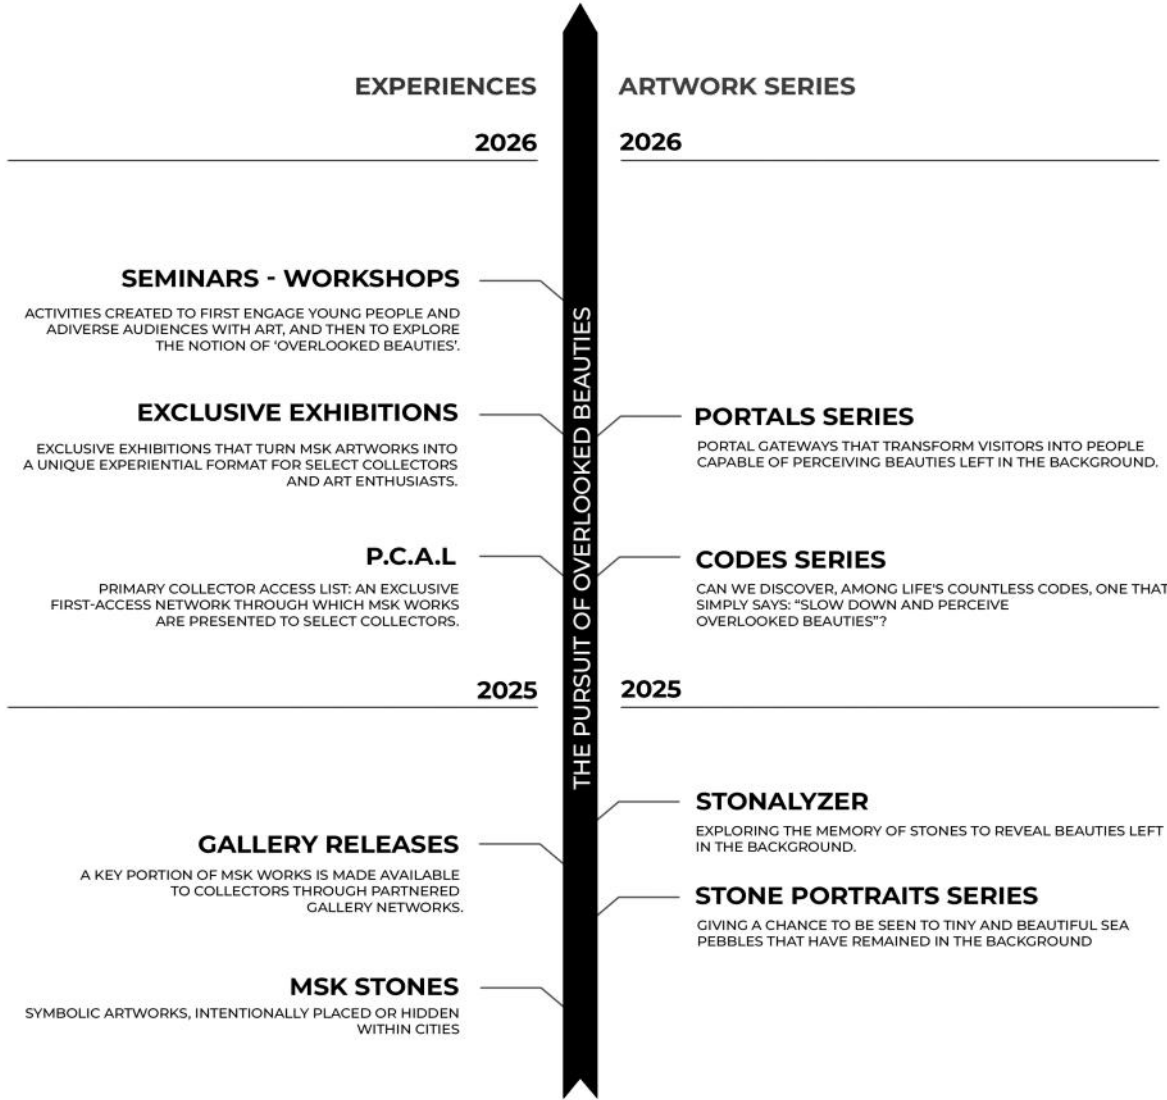 EXPERIENCES
2026
SEMINARS - WORKSHOPS
ACTIVITIES CREATED TO FIRST ENGAGE YOUNG PEOPLE AND
ADIVERSE AUDIENCES WITH ART, AND THEN TO EXPLORE
THE NOTION OF ‘OVERLOOKED BEAUTIES’.
EXCLUSIVE EXHIBITIONS
EXCLUSIVE EXHIBITIONS THAT TURN MSK ARTWORKS INTO
A UNIQUE EXPERIENTIAL FORMAT FOR SELECT COLLECTORS
AND ART ENTHUSIASTS.
P.C.A.L
PRIMARY COLLECTOR ACCESS LIST: AN EXCLUSIVE
FIRST-ACCESS NETWORK THROUGH WHICH MSK WORKS
ARE PRESENTED TO SELECT COLLECTORS.
2025
GALLERY RELEASES
A KEY PORTION OF MSK WORKS IS MADE AVAILABLE
TO COLLECTORS THROUGH PARTNERED
GALLERY NETWORKS.
MSK STONES
SYMBOLIC ARTWORKS, INTENTIONALLY PLACED OR HIDDEN
WITHIN CITIES
THE PURSUIT OF OVERLOOKED BEAUTIES
ARTWORK SERIES
2026
PORTALS SERIES
PORTAL GATEWAYS THAT TRANSFORM VISITORS INTO PEOPLE
CAPABLE OF PERCEIVING BEAUTIES LEFT IN THE BACKGROUND.
CODES SERIES
CAN WE DISCOVER, AMONG LIFE'S COUNTLESS CODES, ONE THAT
SIMPLY SAYS: “SLOW DOWN AND PERCEIVE
OVERLOOKED BEAUTIES”?
2025
STONALYZER
EXPLORING THE MEMORY OF STONES TO REVEAL BEAUTIES LEFT
IN THE BACKGROUND.
STONE PORTRAITS SERIES
GIVING A CHANCE TO BE SEEN TO TINY AND BEAUTIFUL SEA
PEBBLES THAT HAVE REMAINED IN THE BACKGROUND